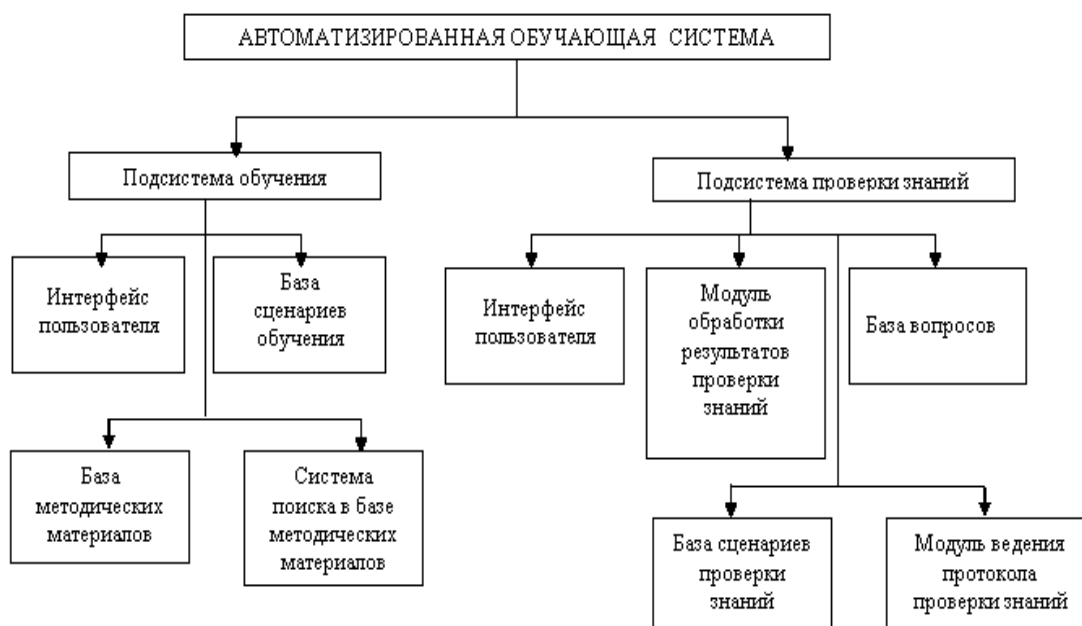 АВТОМАТИЗИРОВАННАЯ ОБУЧАЮЩАЯ СИСТЕМА
Подсистема обучения
Подсистема проверки знаний
Интерфейс
пользователя
База
сценариев
обучения
Интерфейс
пользователя
Модуль
обработки
результатов
проверки
знаний
База вопросов
База
методических
материалов
Система
поиска в базе
методических
материалов
База сценариев
проверки
знаний
Модуль ведения
протокола
проверки знаний